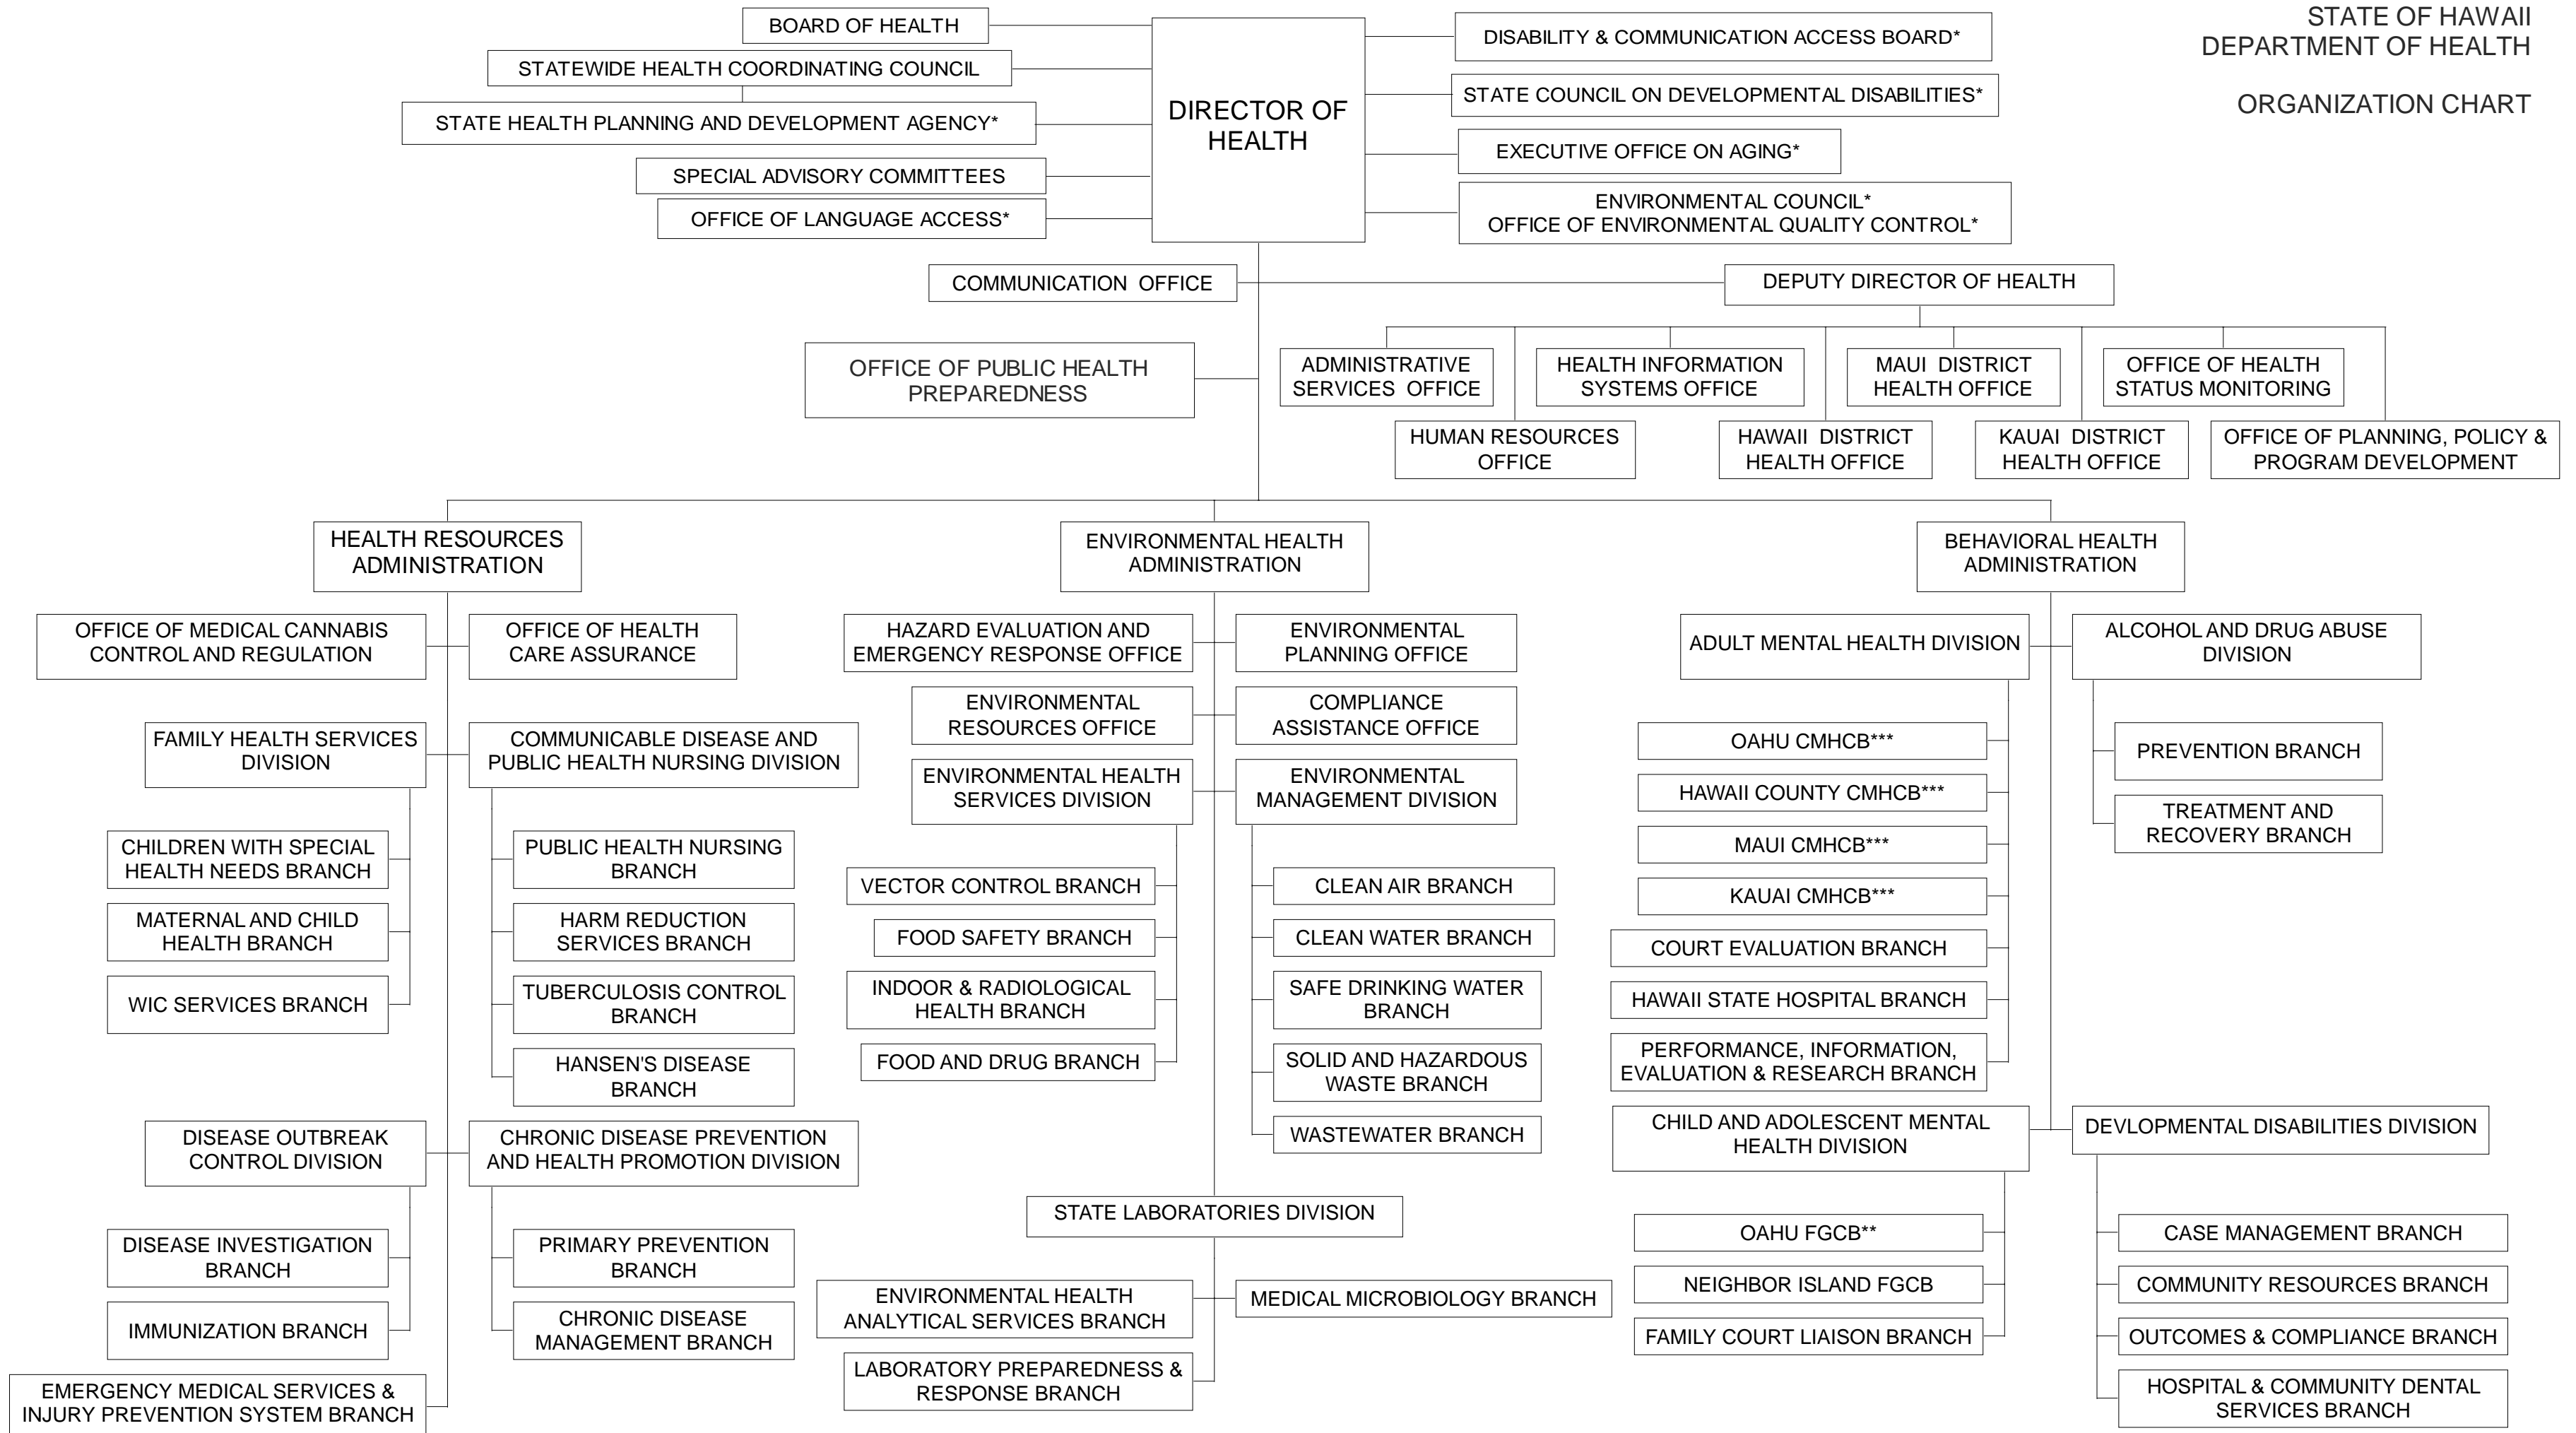 STATE OF HAWAII
DEPARTMENT OF HEALTH
ORGANIZATION CHART
BOARD OF HEALTH
STATEWIDE HEALTH COORDINATING COUNCIL
STATE HEALTH PLANNING AND DEVELOPMENT AGENCY*
SPECIAL ADVISORY COMMITTEES
OFFICE OF LANGUAGE ACCESS*
DIRECTOR OF
HEALTH
DISABILITY & COMMUNICATION ACCESS BOARD*
STATE COUNCIL ON DEVELOPMENTAL DISABILITIES*
EXECUTIVE OFFICE ON AGING*
ENVIRONMENTAL COUNCIL*
OFFICE OF ENVIRONMENTAL QUALITY CONTROL*
COMMUNICATION OFFICE
DEPUTY DIRECTOR OF HEALTH
OFFICE OF PUBLIC HEALTH
PREPAREDNESS
ADMINISTRATIVE
SERVICES OFFICE
HEALTH INFORMATION
SYSTEMS OFFICE
MAUI DISTRICT
HEALTH OFFICE
OFFICE OF HEALTH
STATUS MONITORING
HUMAN RESOURCES
OFFICE
HAWAII DISTRICT
HEALTH OFFICE
KAUAI DISTRICT
HEALTH OFFICE
OFFICE OF PLANNING, POLICY &
PROGRAM DEVELOPMENT
HEALTH RESOURCES
ADMINISTRATION
OFFICE OF MEDICAL CANNABIS
CONTROL AND REGULATION
OFFICE OF HEALTH
CARE ASSURANCE
FAMILY HEALTH SERVICES
DIVISION
CHILDREN WITH SPECIAL
HEALTH NEEDS BRANCH
MATERNAL AND CHILD
HEALTH BRANCH
WIC SERVICES BRANCH
COMMUNICABLE DISEASE AND
PUBLIC HEALTH NURSING DIVISION
PUBLIC HEALTH NURSING
BRANCH
HARM REDUCTION
SERVICES BRANCH
TUBERCULOSIS CONTROL
BRANCH
HANSEN'S DISEASE
BRANCH
DISEASE OUTBREAK
CONTROL DIVISION
DISEASE INVESTIGATION
BRANCH
IMMUNIZATION BRANCH
CHRONIC DISEASE PREVENTION
AND HEALTH PROMOTION DIVISION
PRIMARY PREVENTION
BRANCH
CHRONIC DISEASE
MANAGEMENT BRANCH
EMERGENCY MEDICAL SERVICES &
INJURY PREVENTION SYSTEM BRANCH
ENVIRONMENTAL HEALTH
ADMINISTRATION
HAZARD EVALUATION AND
EMERGENCY RESPONSE OFFICE
ENVIRONMENTAL
PLANNING OFFICE
ENVIRONMENTAL
RESOURCES OFFICE
COMPLIANCE
ASSISTANCE OFFICE
ENVIRONMENTAL HEALTH
SERVICES DIVISION
VECTOR CONTROL BRANCH
FOOD SAFETY BRANCH
INDOOR & RADIOLOGICAL
HEALTH BRANCH
FOOD AND DRUG BRANCH
ENVIRONMENTAL
MANAGEMENT DIVISION
CLEAN AIR BRANCH
CLEAN WATER BRANCH
SAFE DRINKING WATER
BRANCH
SOLID AND HAZARDOUS
WASTE BRANCH
WASTEWATER BRANCH
STATE LABORATORIES DIVISION
ENVIRONMENTAL HEALTH
ANALYTICAL SERVICES BRANCH
MEDICAL MICROBIOLOGY BRANCH
LABORATORY PREPAREDNESS &
RESPONSE BRANCH
BEHAVIORAL HEALTH
ADMINISTRATION
ADULT MENTAL HEALTH DIVISION
OAHU CMHCB***
HAWAII COUNTY CMHCB***
MAUI CMHCB***
KAUAI CMHCB***
COURT EVALUATION BRANCH
HAWAII STATE HOSPITAL BRANCH
PERFORMANCE, INFORMATION,
EVALUATION & RESEARCH BRANCH
ALCOHOL AND DRUG ABUSE
DIVISION
PREVENTION BRANCH
TREATMENT AND
RECOVERY BRANCH
CHILD AND ADOLESCENT MENTAL
HEALTH DIVISION
OAHU FGCB**
NEIGHBOR ISLAND FGCB
FAMILY COURT LIAISON BRANCH
DEVLOPMENTAL DISABILITIES DIVISION
CASE MANAGEMENT BRANCH
COMMUNITY RESOURCES BRANCH
OUTCOMES & COMPLIANCE BRANCH
HOSPITAL & COMMUNITY DENTAL
SERVICES BRANCH